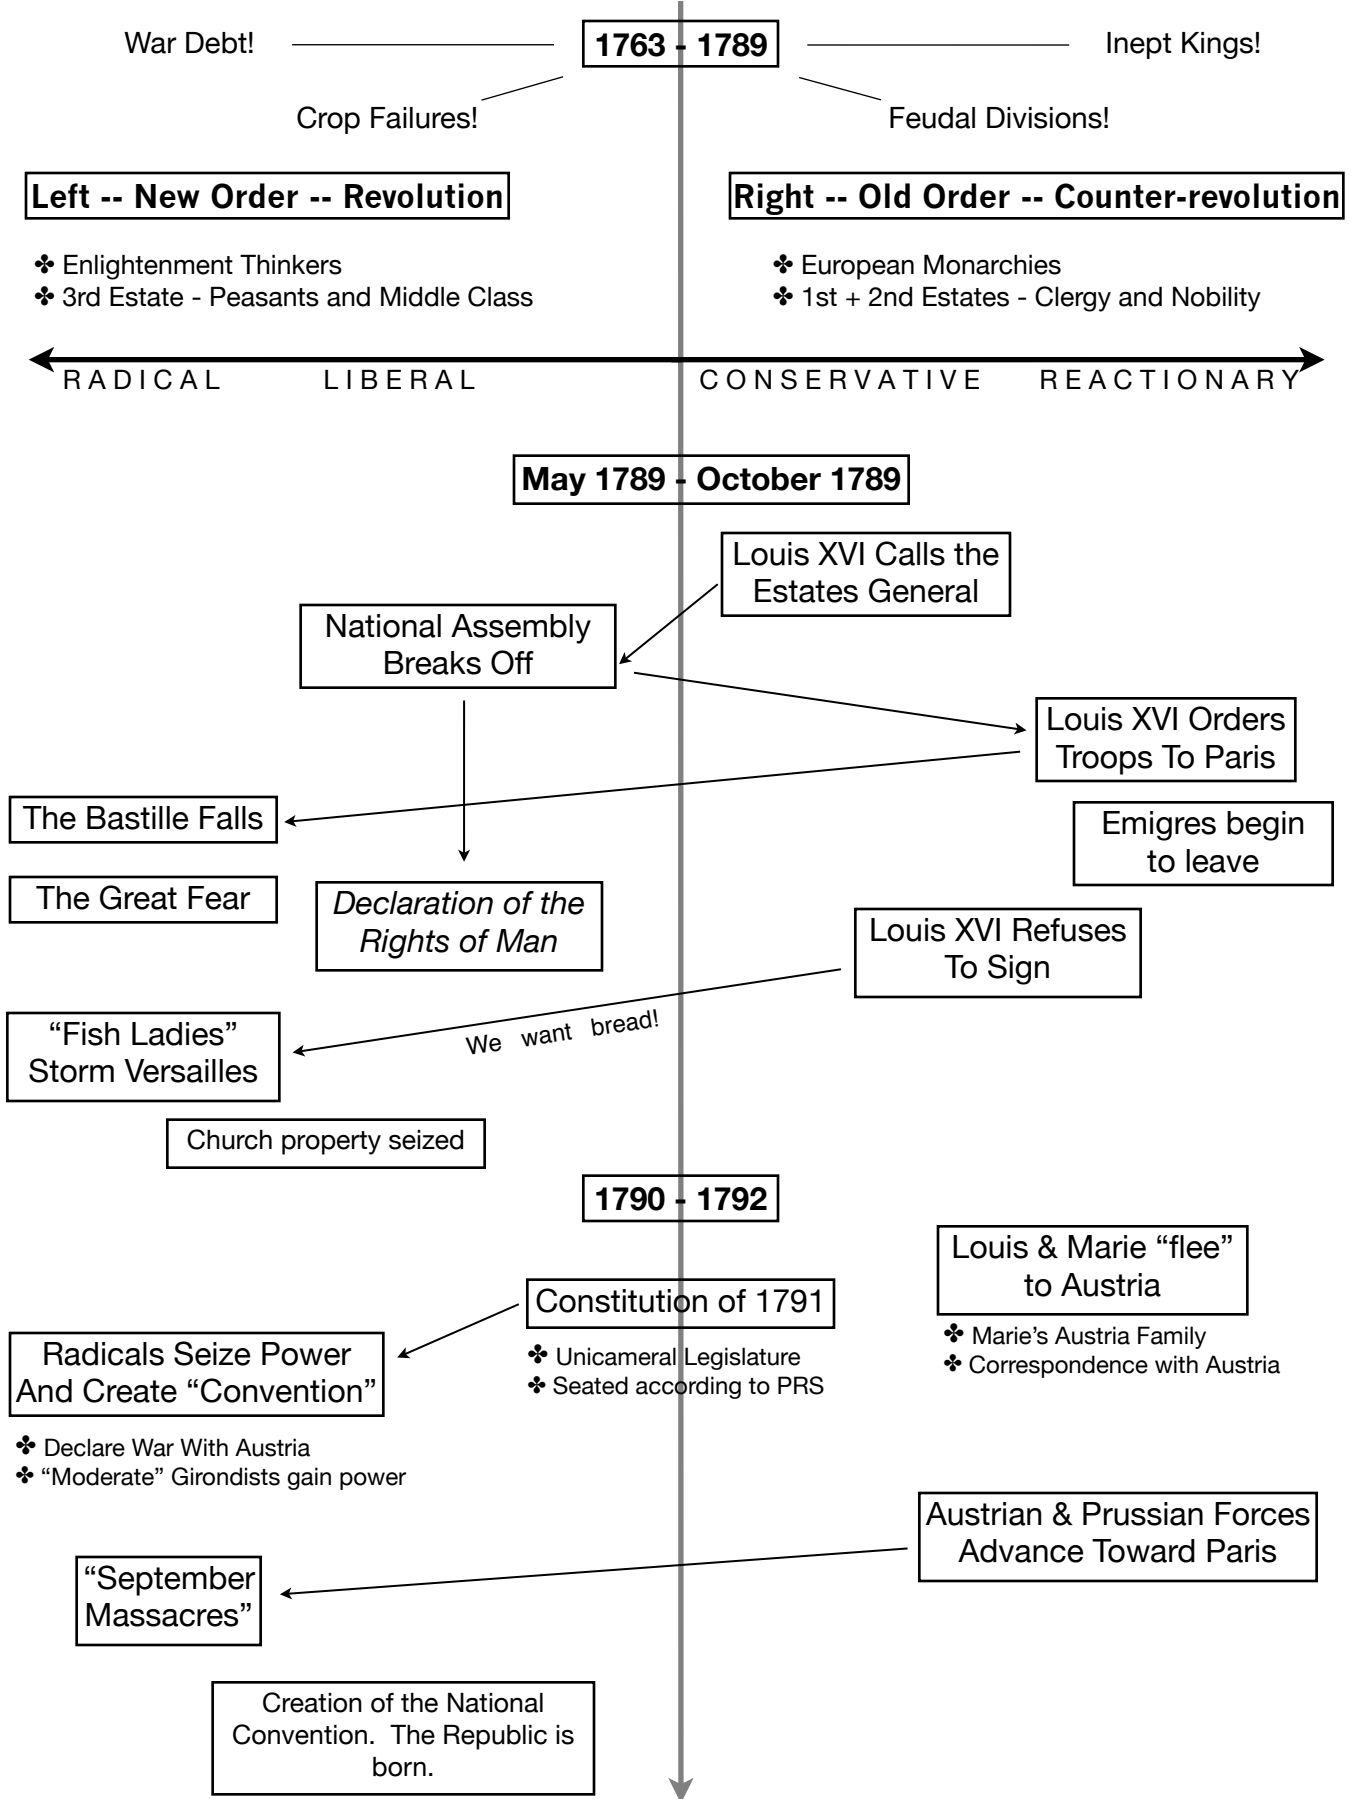 War Debt!
1763 - 1789
Inept Kings!
Crop Failures!
Feudal Divisions!
Left -- New Order -- Revolution
Right -- Old Order -- Counter-revolution
✤ Enlightenment Thinkers
✤ 3rd Estate - Peasants and Middle Class
✤ European Monarchies
✤ 1st + 2nd Estates - Clergy and Nobility
RADICAL
LIBERAL
CONSERVATIVE
REACTIONARY
May 1789 - October 1789
Louis XVI Calls the
Estates General
National Assembly
Breaks Off
Louis XVI Orders
Troops To Paris
The Bastille Falls
Emigres begin
to leave
The Great Fear
Declaration of the
Rights of Man
Louis XVI Refuses
To Sign
“Fish Ladies”
Storm Versailles
We want bread!
Church property seized
1790 - 1792
Louis & Marie “flee”
to Austria
✤ Marie’s Austria Family
✤ Correspondence with Austria
Constitution of 1791
✤ Unicameral Legislature
✤ Seated according to PRS
Radicals Seize Power
And Create “Convention”
✤ Declare War With Austria
✤ “Moderate” Girondists gain power
Austrian & Prussian Forces
Advance Toward Paris
“September
Massacres”
Creation of the National
Convention. The Republic is
born.